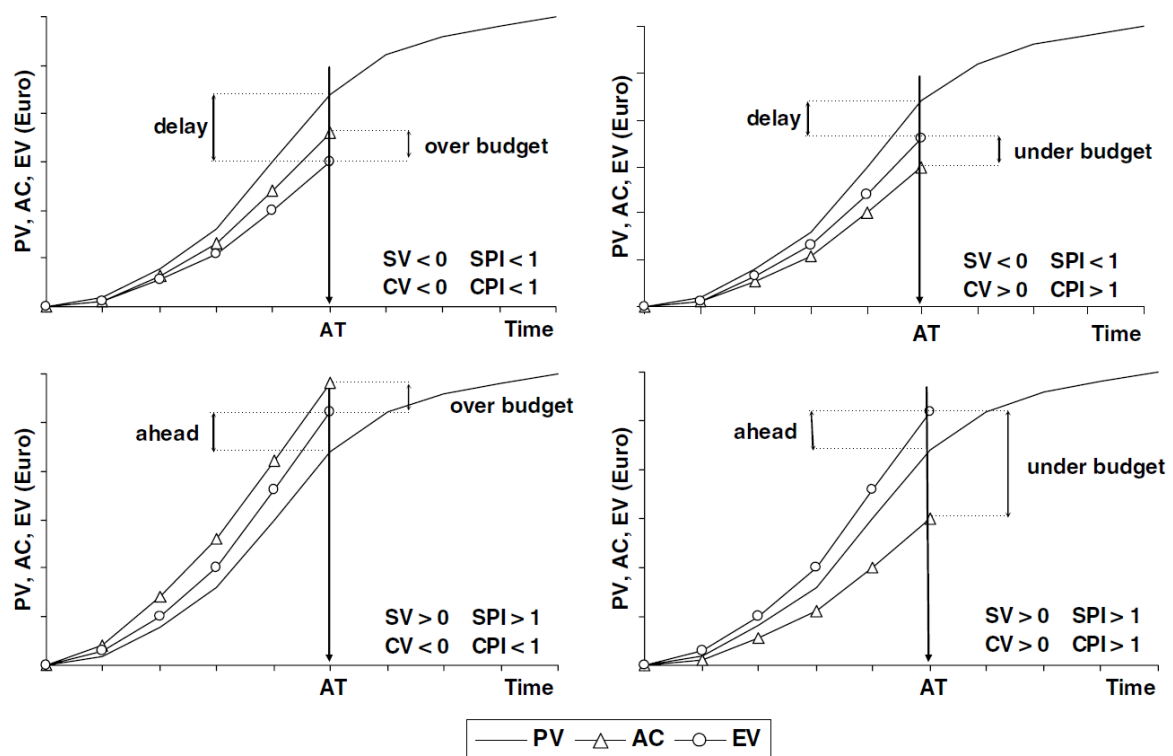 PV, AC, EV (Euro)
delay
over budget
SV < 0 SPI < 1
CV < 0 CPI < 1
AT
Time
PV, AC, EV (Euro)
delay
under budget
SV < 0 SPI < 1
CV > 0 CPI > 1
AT
Time
PV, AC, EV (Euro)
ahead
over budget
SV > 0 SPI > 1
CV < 0 CPI < 1
AT
Time
PV, AC, EV (Euro)
ahead
under budget
SV > 0 SPI > 1
CV > 0 CPI > 1
AT
Time
PV AC EV